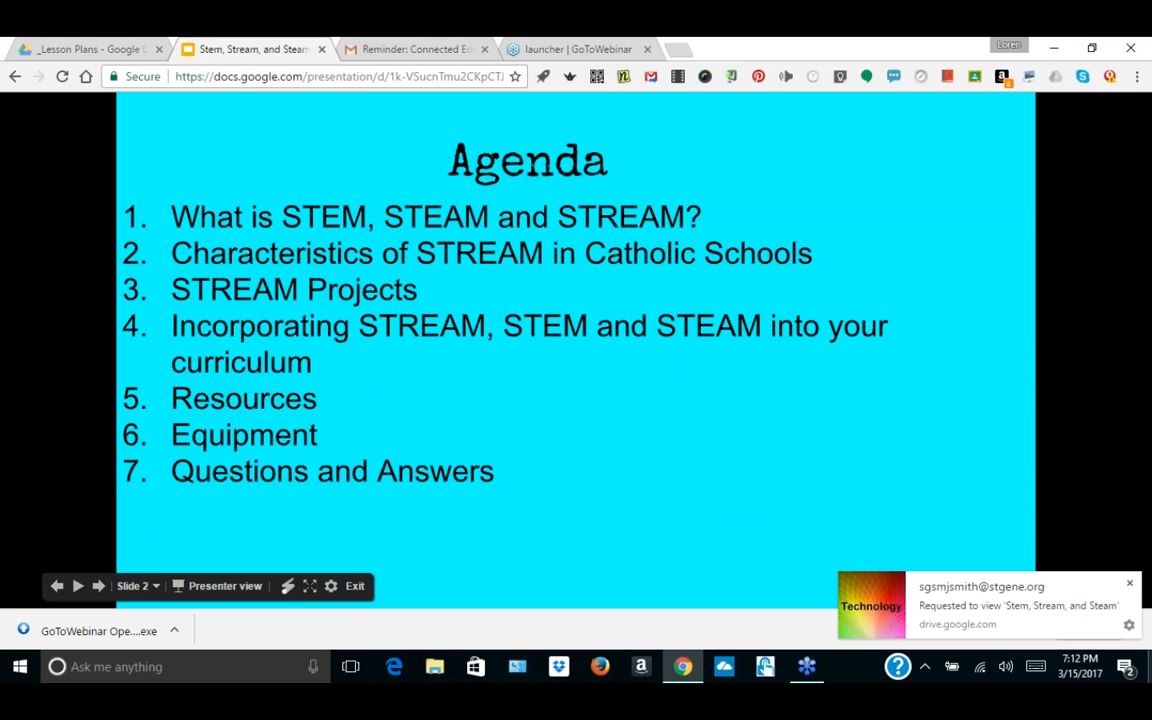 _Lesson Plans - Google D
Stem, Stream, and Steam
Reminder: Connected Ed
launcher | GoToWebinar
Loren
Secure
https://docs.google.com/presentation/d/1k-VSucnTmu2CKpCTJ
Agenda
1. What is STEM, STEAM and STREAM?
2. Characteristics of STREAM in Catholic Schools
3. STREAM Projects
4. Incorporating STREAM, STEM and STEAM into your
curriculum
5. Resources
6. Equipment
7. Questions and Answers
Slide 2
Presenter view
Exit
Technology
sgsmjsmith@stgene.org
Requested to view 'Stem, Stream, and Steam'
drive.google.com
GoToWebinar Ope....exe
Ask me anything
7:12 PM
3/15/2017
2